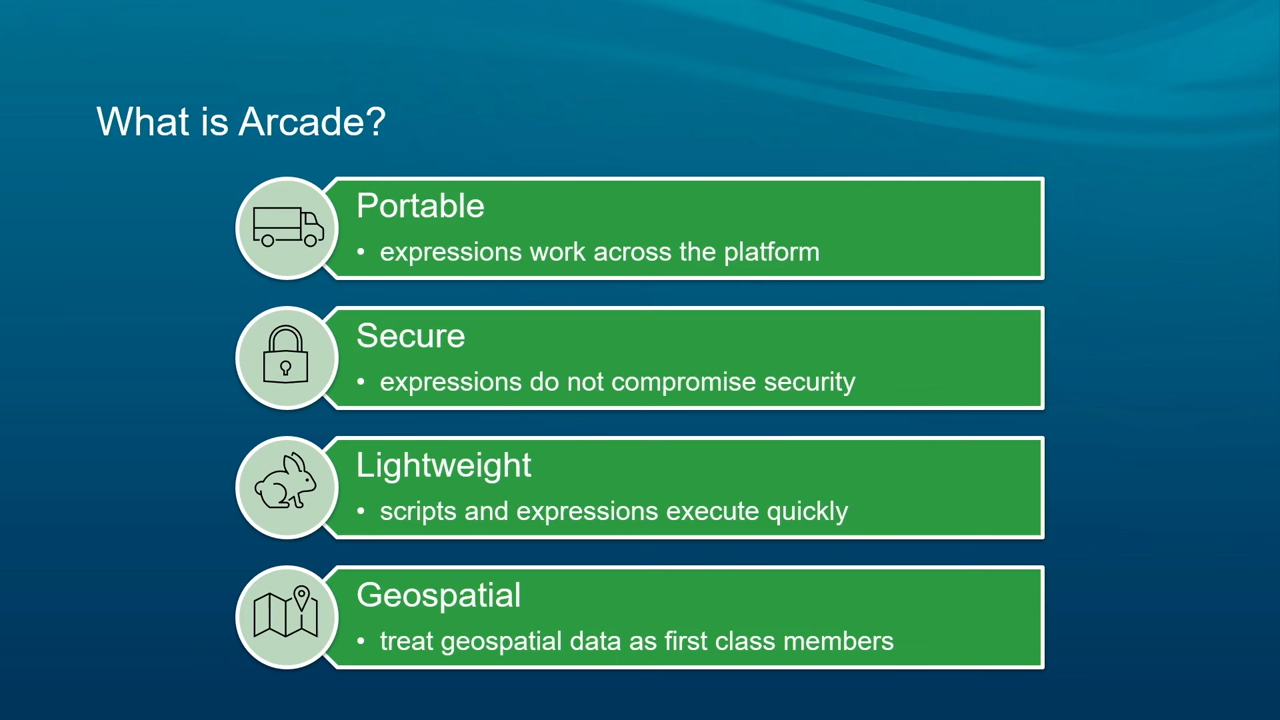 What is Arcade?
Portable
• expressions work across the platform
Secure
• expressions do not compromise security
Lightweight
• scripts and expressions execute quickly
Geospatial
• treat geospatial data as first class members